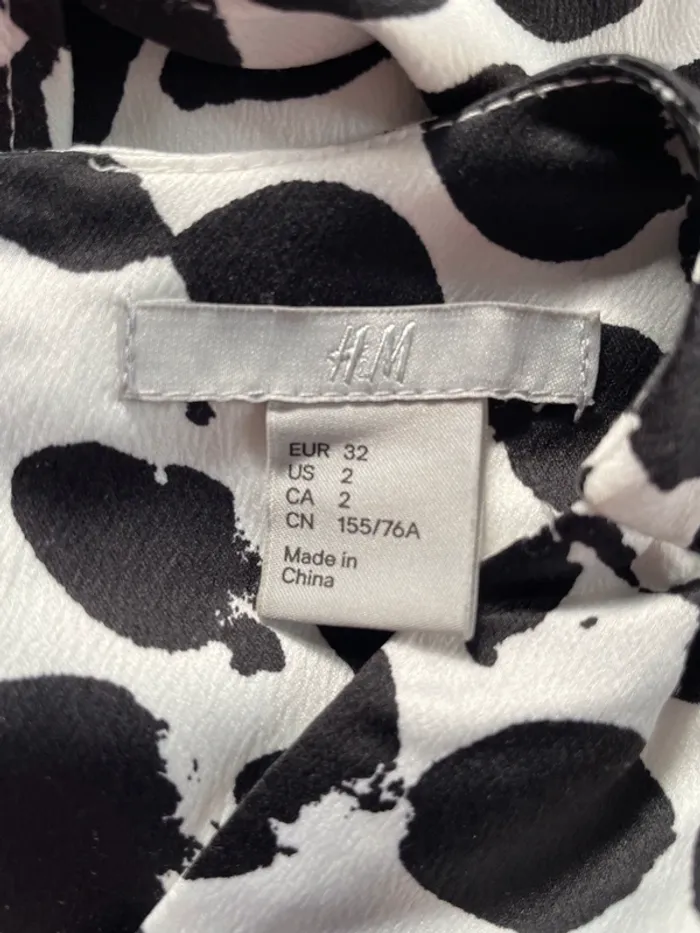 H&M
EUR 32
US 2
CA 2
CN 155/76A
Made in
China